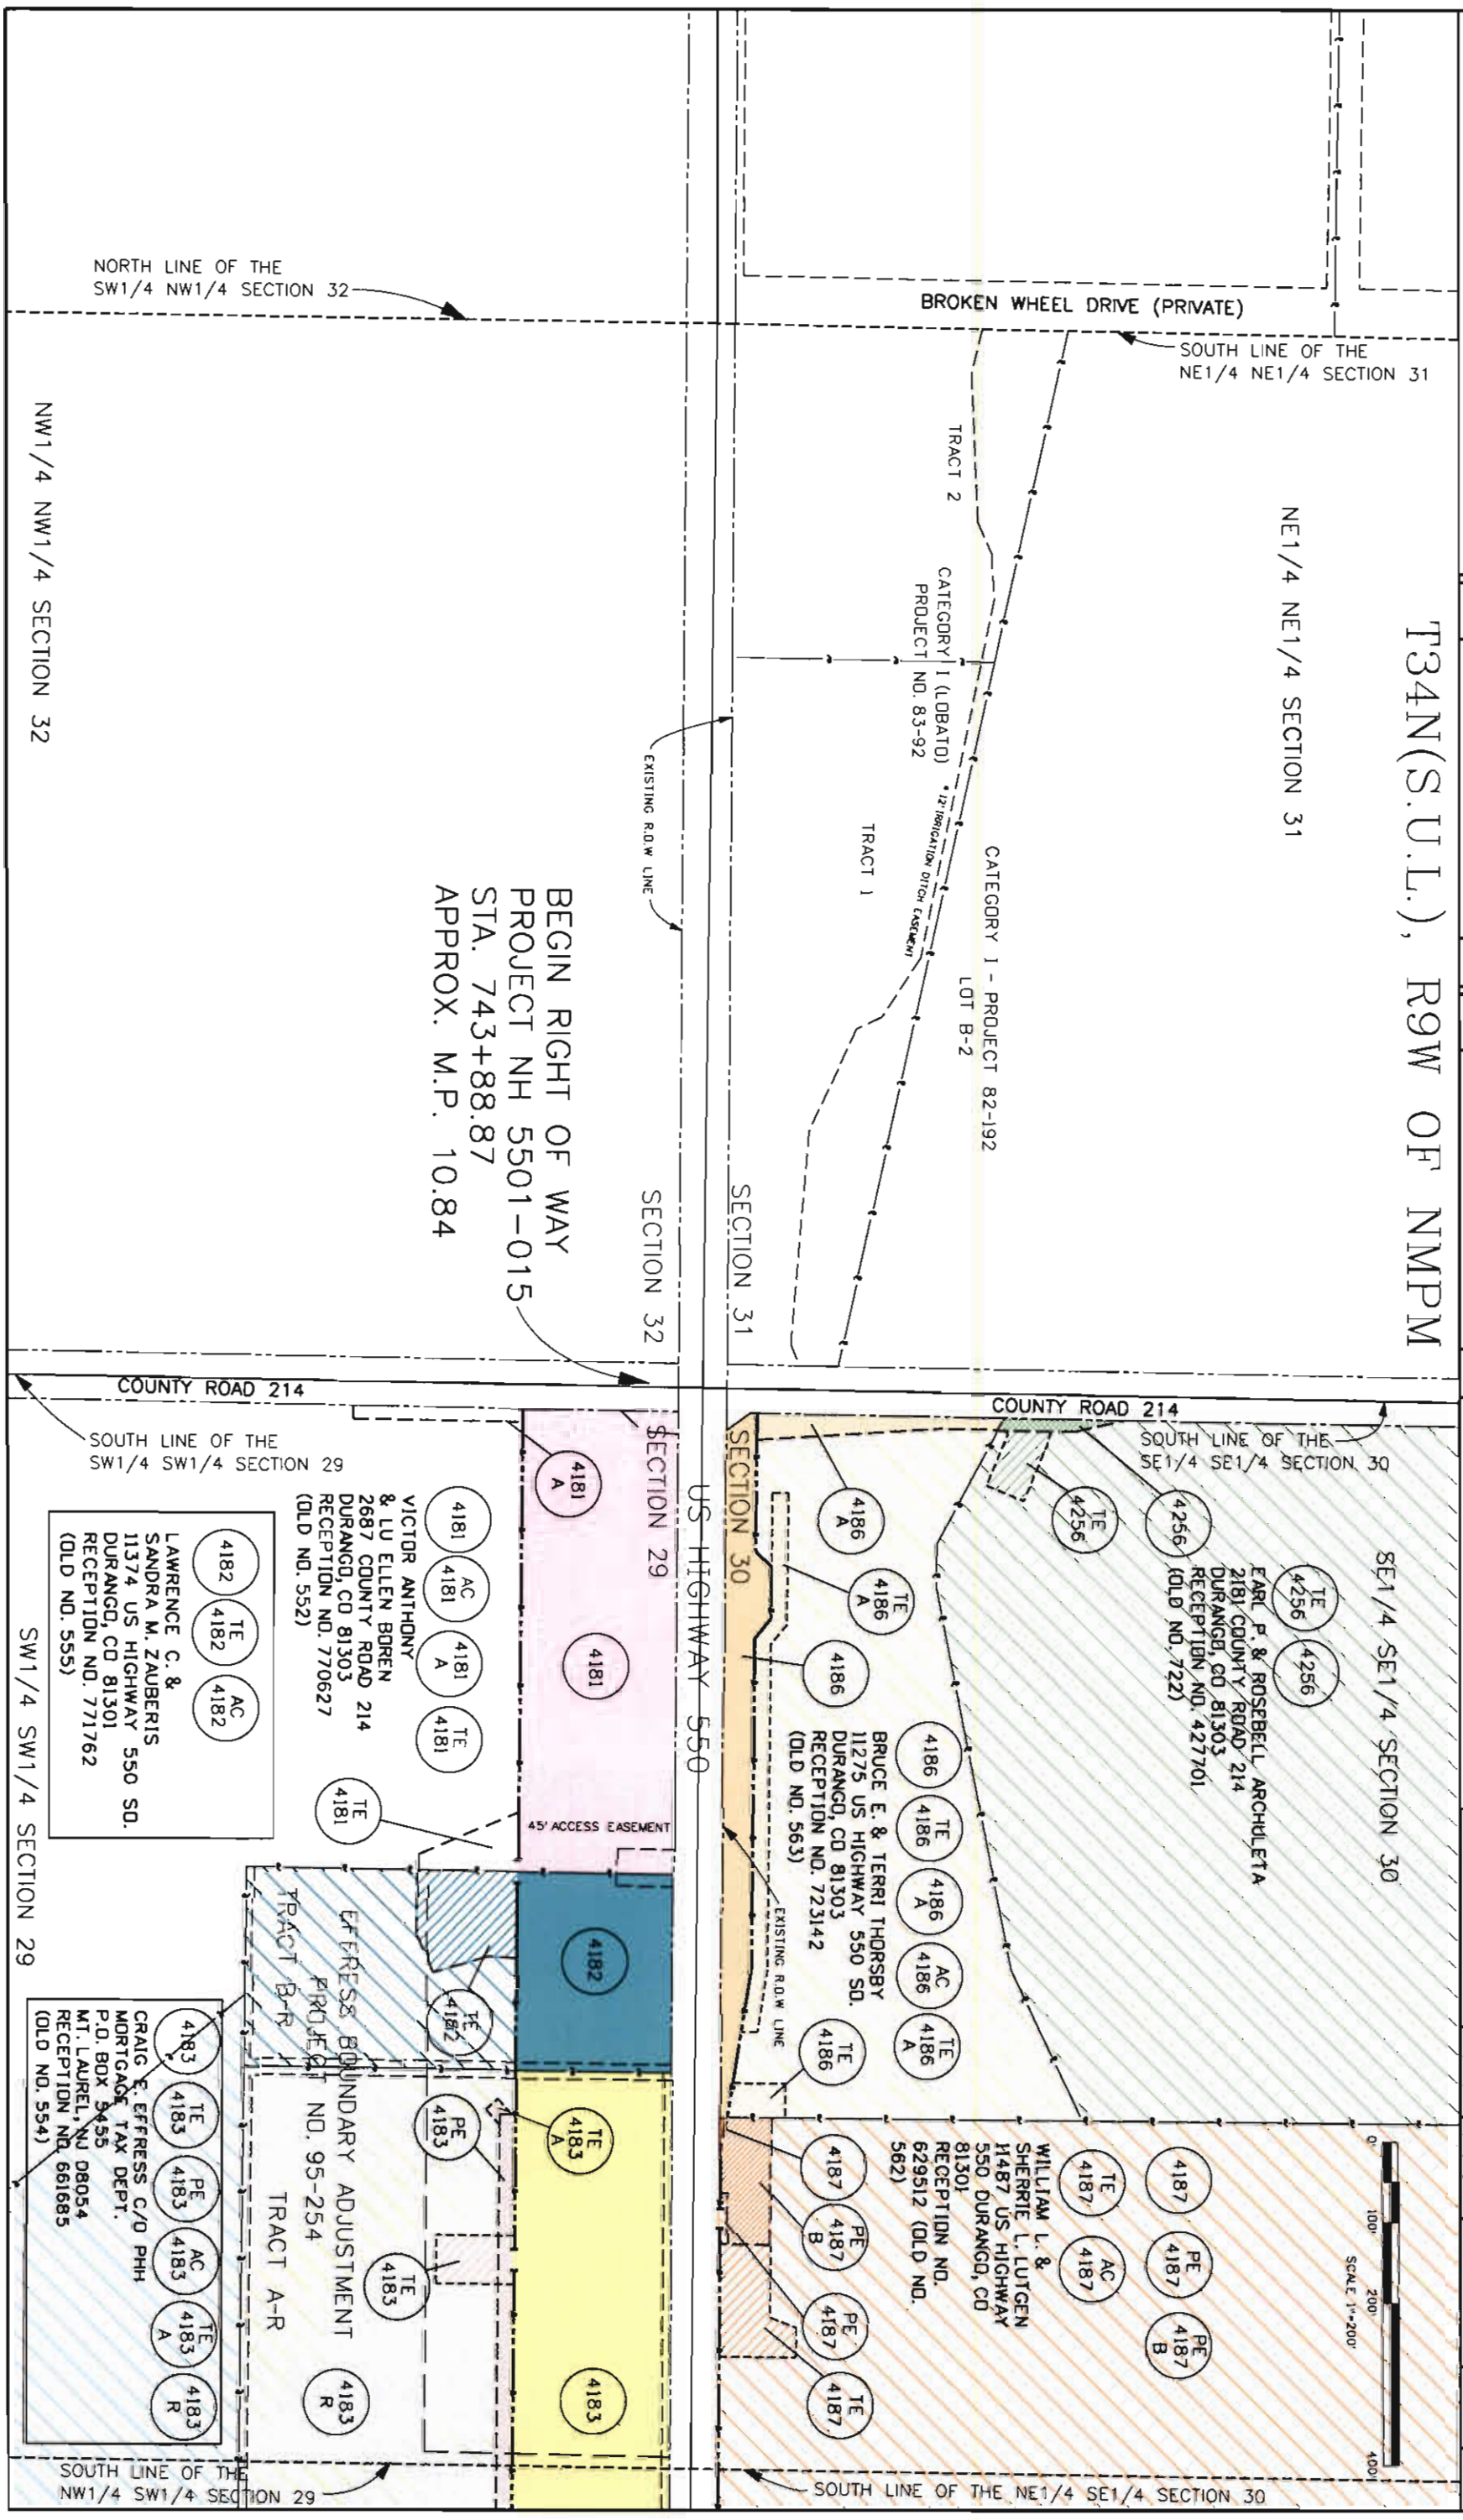 T34N(S.U.L.), R9W OF NMPM
NE1/4 NE1/4 SECTION 31
SE1/4 SE1/4 SECTION 30
BROKEN WHEEL DRIVE (PRIVATE)
SOUTH LINE OF THE
NE1/4 NE1/4 SECTION 31
NORTH LINE OF THE
SW1/4 NW1/4 SECTION 32
NW1/4 NW1/4 SECTION 32
TRACT 2
CATEGORY I (LOBATO)
PROJECT NO. 83-92
12' IRRIGATION DITCH EASEMENT
TRACT 1
CATEGORY I - PROJECT 82-192
LOT B-2
EXISTING R.O.W LINE
BEGIN RIGHT OF WAY
PROJECT NH 5501-015
STA. 743+88.87
APPROX. M.P. 10.84
SECTION 31
SECTION 32
COUNTY ROAD 214
COUNTY ROAD 214
SOUTH LINE OF THE
SE1/4 SE1/4 SECTION 30
SOUTH LINE OF THE
SW1/4 SW1/4 SECTION 29
SECTION 30
SECTION 29
US HIGHWAY 550
TE
4256
4256
TE
4256
4256
EARL P. & ROSEBELL ARCHULETA
2181 COUNTY ROAD 214
DURANGO, CO 81303
RECEPTION NO. 427701
(OLD NO. 722)
4186
A
TE
4186
A
4186
4186
TE
4186
4186
A
AC
4186
TE
4186
A
BRUCE E. & TERRI THORSBY
11275 US HIGHWAY 550 SO.
DURANGO, CO 81303
RECEPTION NO. 723142
(OLD NO. 563)
EXISTING R.O.W LINE
TE
4186
4181
A
4181
45' ACCESS EASEMENT
4181
AC
4181
4181
A
TE
4181
VICTOR ANTHONY
& LU ELLEN BOREN
2687 COUNTY ROAD 214
DURANGO, CO 81303
RECEPTION NO. 770627
(OLD NO. 552)
TE
4181
4182
TE
4182
AC
4182
LAWRENCE C. &
SANDRA M. ZAUBERIS
11374 US HIGHWAY 550 SO.
DURANGO, CO 81301
RECEPTION NO. 771762
(OLD NO. 555)
SW1/4 SW1/4 SECTION 29
4182
TE
4182
EFFRESS BOUNDARY ADJUSTMENT
PROJECT NO. 95-254
TRACT B-R
TRACT A-R
TE
4183
A
PE
4183
TE
4183
4183
4183
R
4183
TE
4183
PE
4183
AC
4183
TE
4183
A
4183
R
CRAIG E. EFFRESS C/O PHH
MORTGAGE TAX DEPT.
P.O. BOX 5455
MT. LAUREL, NJ 08054
RECEPTION NO. 661685
(OLD NO. 554)
4187
PE
4187
PE
4187
B
TE
4187
AC
4187
WILLIAM L. &
SHERRIE L. LUTGEN
11487 US HIGHWAY
550 DURANGO, CO
81301
RECEPTION NO.
629512 (OLD NO.
562)
4187
PE
4187
B
PE
4187
TE
4187
0' 100' 200' 400'
SCALE 1"=200'
SOUTH LINE OF THE NE1/4 SE1/4 SECTION 30
SOUTH LINE OF THE
NW1/4 SW1/4 SECTION 29